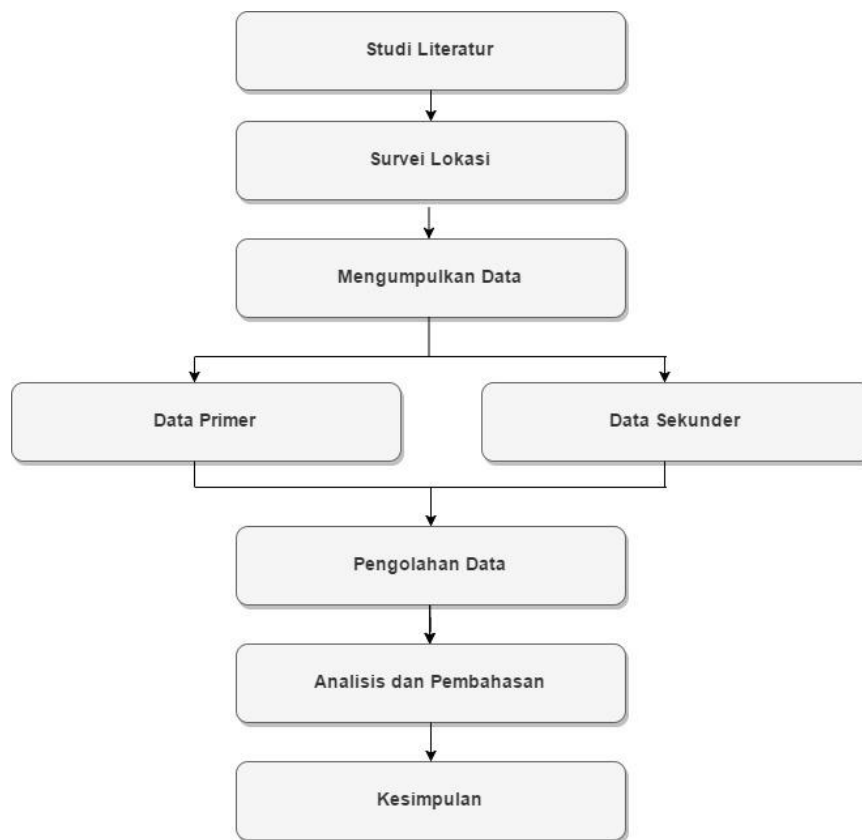 Studi Literatur
Survei Lokasi
Mengumpulkan Data
Data Primer
Data Sekunder
Pengolahan Data
Analisis dan Pembahasan
Kesimpulan